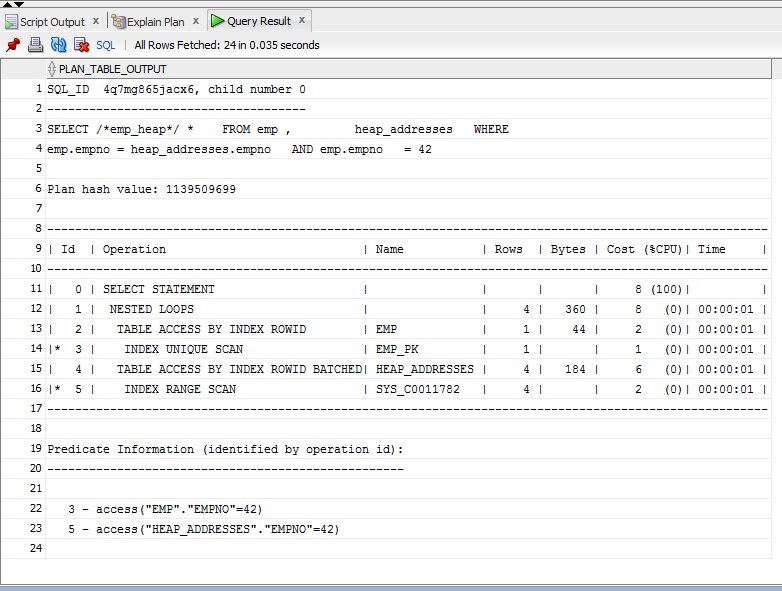 Script Output x Explain Plan x Query Result x
SQL | All Rows Fetched: 24 in 0.035 seconds
PLAN_TABLE_OUTPUT
1 SQL_ID  4q7mg865jacx6, child number 0
2 -------------------------------------
3 SELECT /*emp_heap*/ *    FROM emp ,         heap_addresses   WHERE
4 emp.empno = heap_addresses.empno   AND emp.empno   = 42
5
6 Plan hash value: 1139509699
7
8 -------------------------------------------------------------------------------------------------------
9 | Id  | Operation                            | Name           | Rows  | Bytes | Cost (%CPU)| Time     |
10 -------------------------------------------------------------------------------------------------------
11 |   0 | SELECT STATEMENT                     |                |       |       |     8 (100)|          |
12 |   1 |  NESTED LOOPS                        |                |     4 |   360 |     8   (0)| 00:00:01 |
13 |   2 |   TABLE ACCESS BY INDEX ROWID        | EMP            |     1 |    44 |     2   (0)| 00:00:01 |
14 |*  3 |    INDEX UNIQUE SCAN                 | EMP_PK         |     1 |       |     1   (0)| 00:00:01 |
15 |   4 |   TABLE ACCESS BY INDEX ROWID BATCHED| HEAP_ADDRESSES |     4 |   184 |     6   (0)| 00:00:01 |
16 |*  5 |    INDEX RANGE SCAN                  | SYS_C0011782   |     4 |       |     2   (0)| 00:00:01 |
17 -------------------------------------------------------------------------------------------------------
18
19 Predicate Information (identified by operation id):
20 ---------------------------------------------------
21
22    3 - access("EMP"."EMPNO"=42)
23    5 - access("HEAP_ADDRESSES"."EMPNO"=42)
24